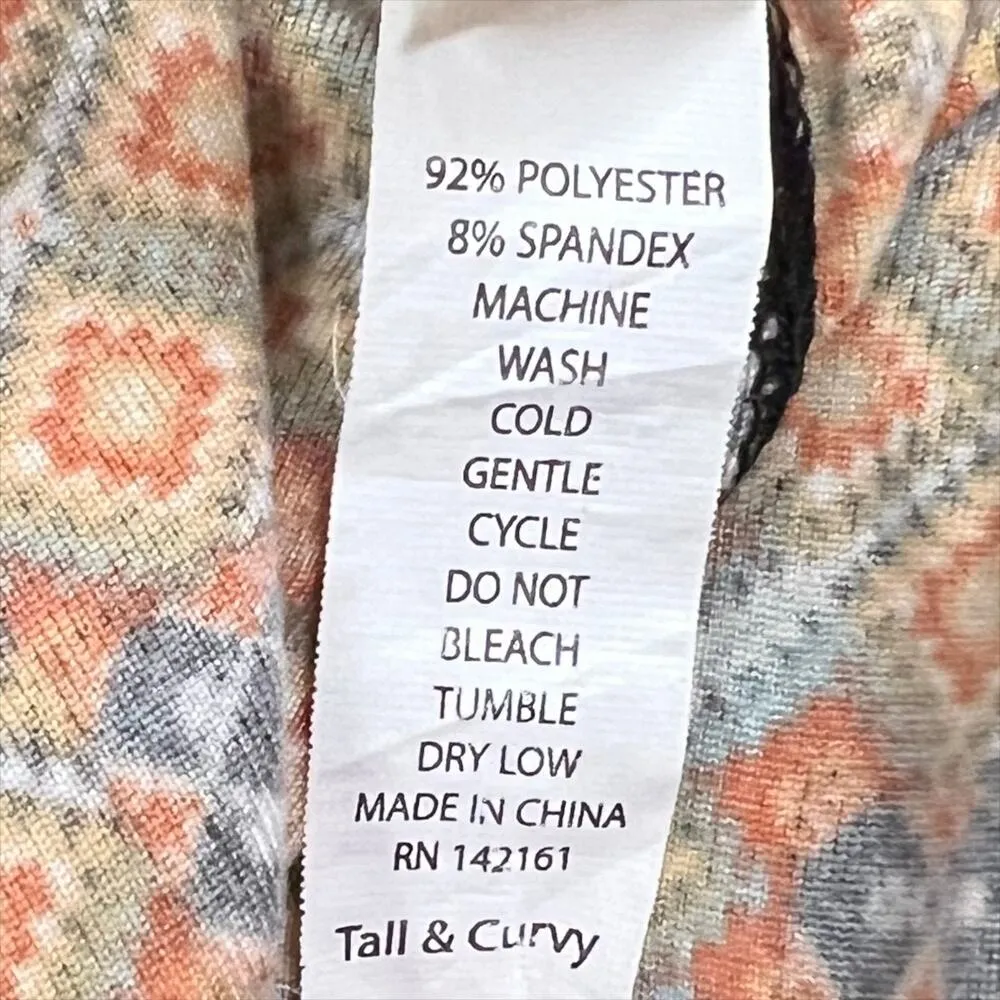 92% POLYESTER
8% SPANDEX
MACHINE
WASH
COLD
GENTLE
CYCLE
DO NOT
BLEACH
TUMBLE
DRY LOW
MADE IN CHINA
RN 142161
Tall & Curvy